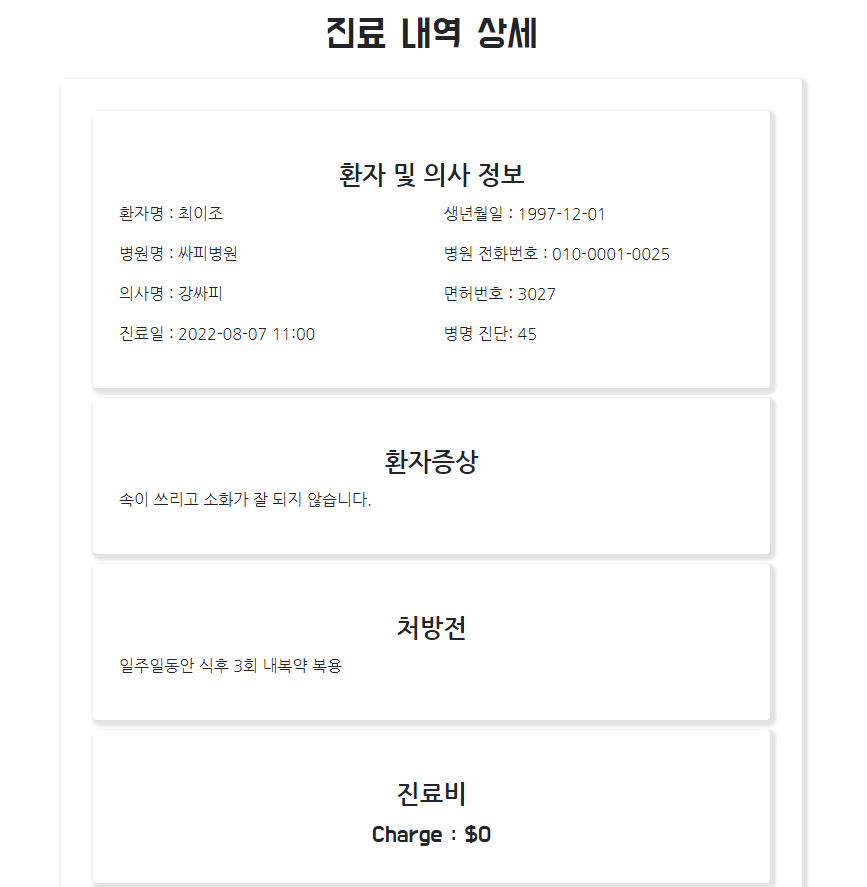 진료 내역 상세
환자 및 의사 정보
환자명 : 최이조 생년월일 : 1997-12-01
병원명 : 싸피병원 병원 전화번호 : 010-0001-0025
의사명 : 강싸피 면허번호 : 3027
진료일 : 2022-08-07 11:00 병명 진단: 45
환자증상
속이 쓰리고 소화가 잘 되지 않습니다.
처방전
일주일동안 식후 3회 내복약 복용
진료비
Charge : $0